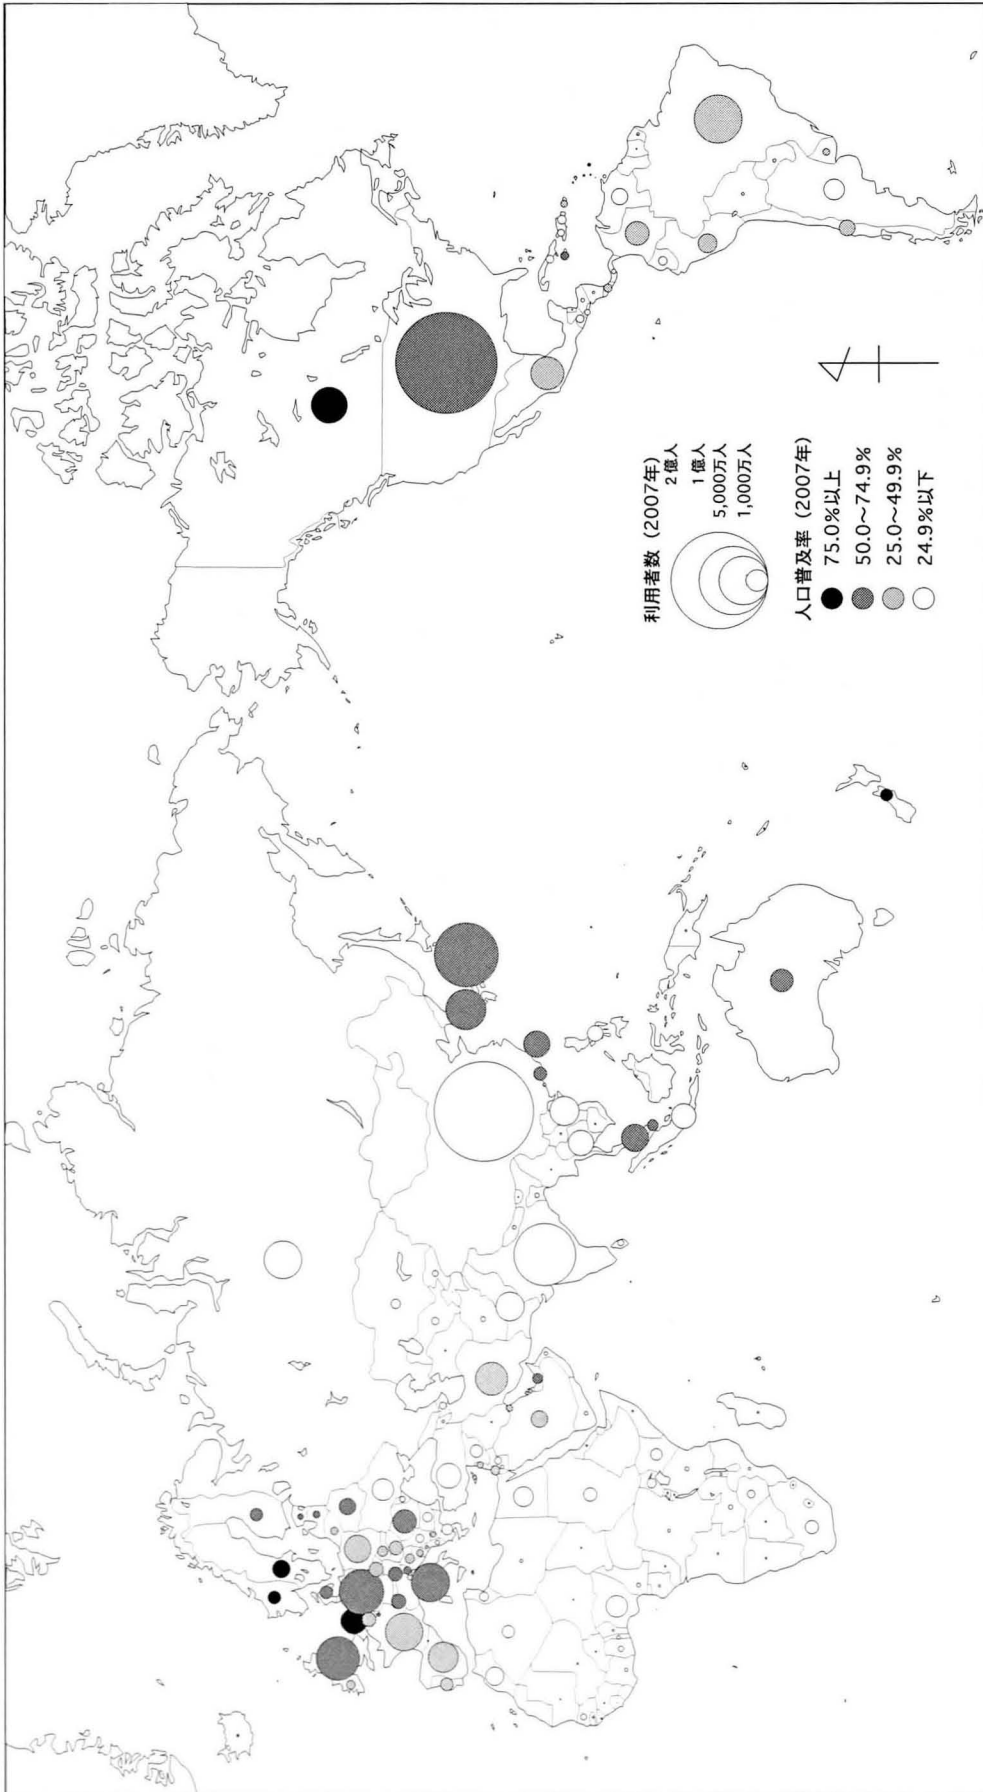 利用者数（2007年）
2億人
1億人
5,000万人
1,000万人
人口普及率（2007年）
75.0%以上
50.0～74.9%
25.0～49.9%
24.9%以下